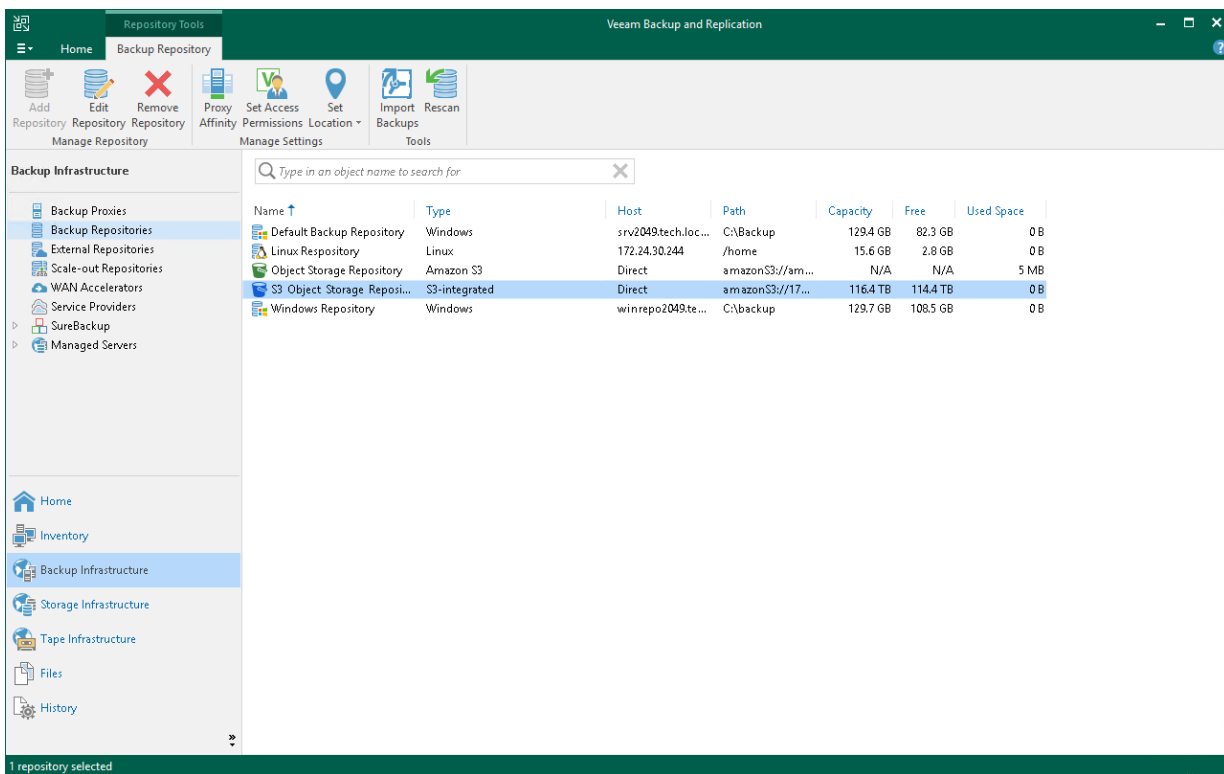 Repository Tools
Veeam Backup and Replication
Home Backup Repository
Add Repository
Edit Repository
Remove Repository
Proxy Affinity
Set Access Permissions
Set Location
Import Backups
Rescan
Manage Repository Manage Settings Tools
Backup Infrastructure
Type in an object name to search for
Backup Proxies
Backup Repositories
External Repositories
Scale-out Repositories
WAN Accelerators
Service Providers
SureBackup
Managed Servers
Name Type Host Path Capacity Free Used Space
Default Backup Repository Windows srv2049.tech.loc... C:\Backup 129.4 GB 82.3 GB 0 B
Linux Respository Linux 172.24.30.244 /home 15.6 GB 2.8 GB 0 B
Object Storage Repository Amazon S3 Direct amazonS3://am... N/A N/A 5 MB
S3 Object Storage Reposi... S3-integrated Direct amazonS3://17... 116.4 TB 114.4 TB 0 B
Windows Repository Windows winrepo2049.te... C:\backup 129.7 GB 108.5 GB 0 B
Home
Inventory
Backup Infrastructure
Storage Infrastructure
Tape Infrastructure
Files
History
1 repository selected